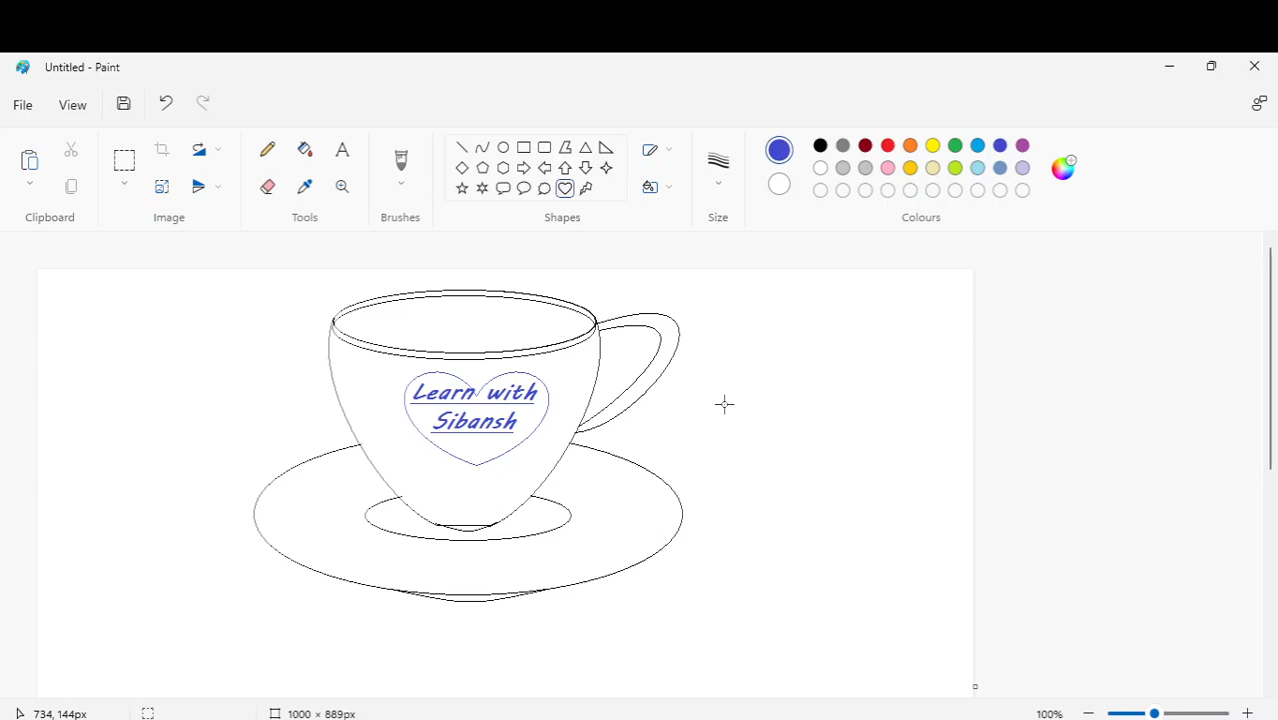 Untitled - Paint
File View
Clipboard
Image
Tools
Brushes
Shapes
Size
Colours
Learn with
Sibansh
734, 144px
1000 × 889px
100%